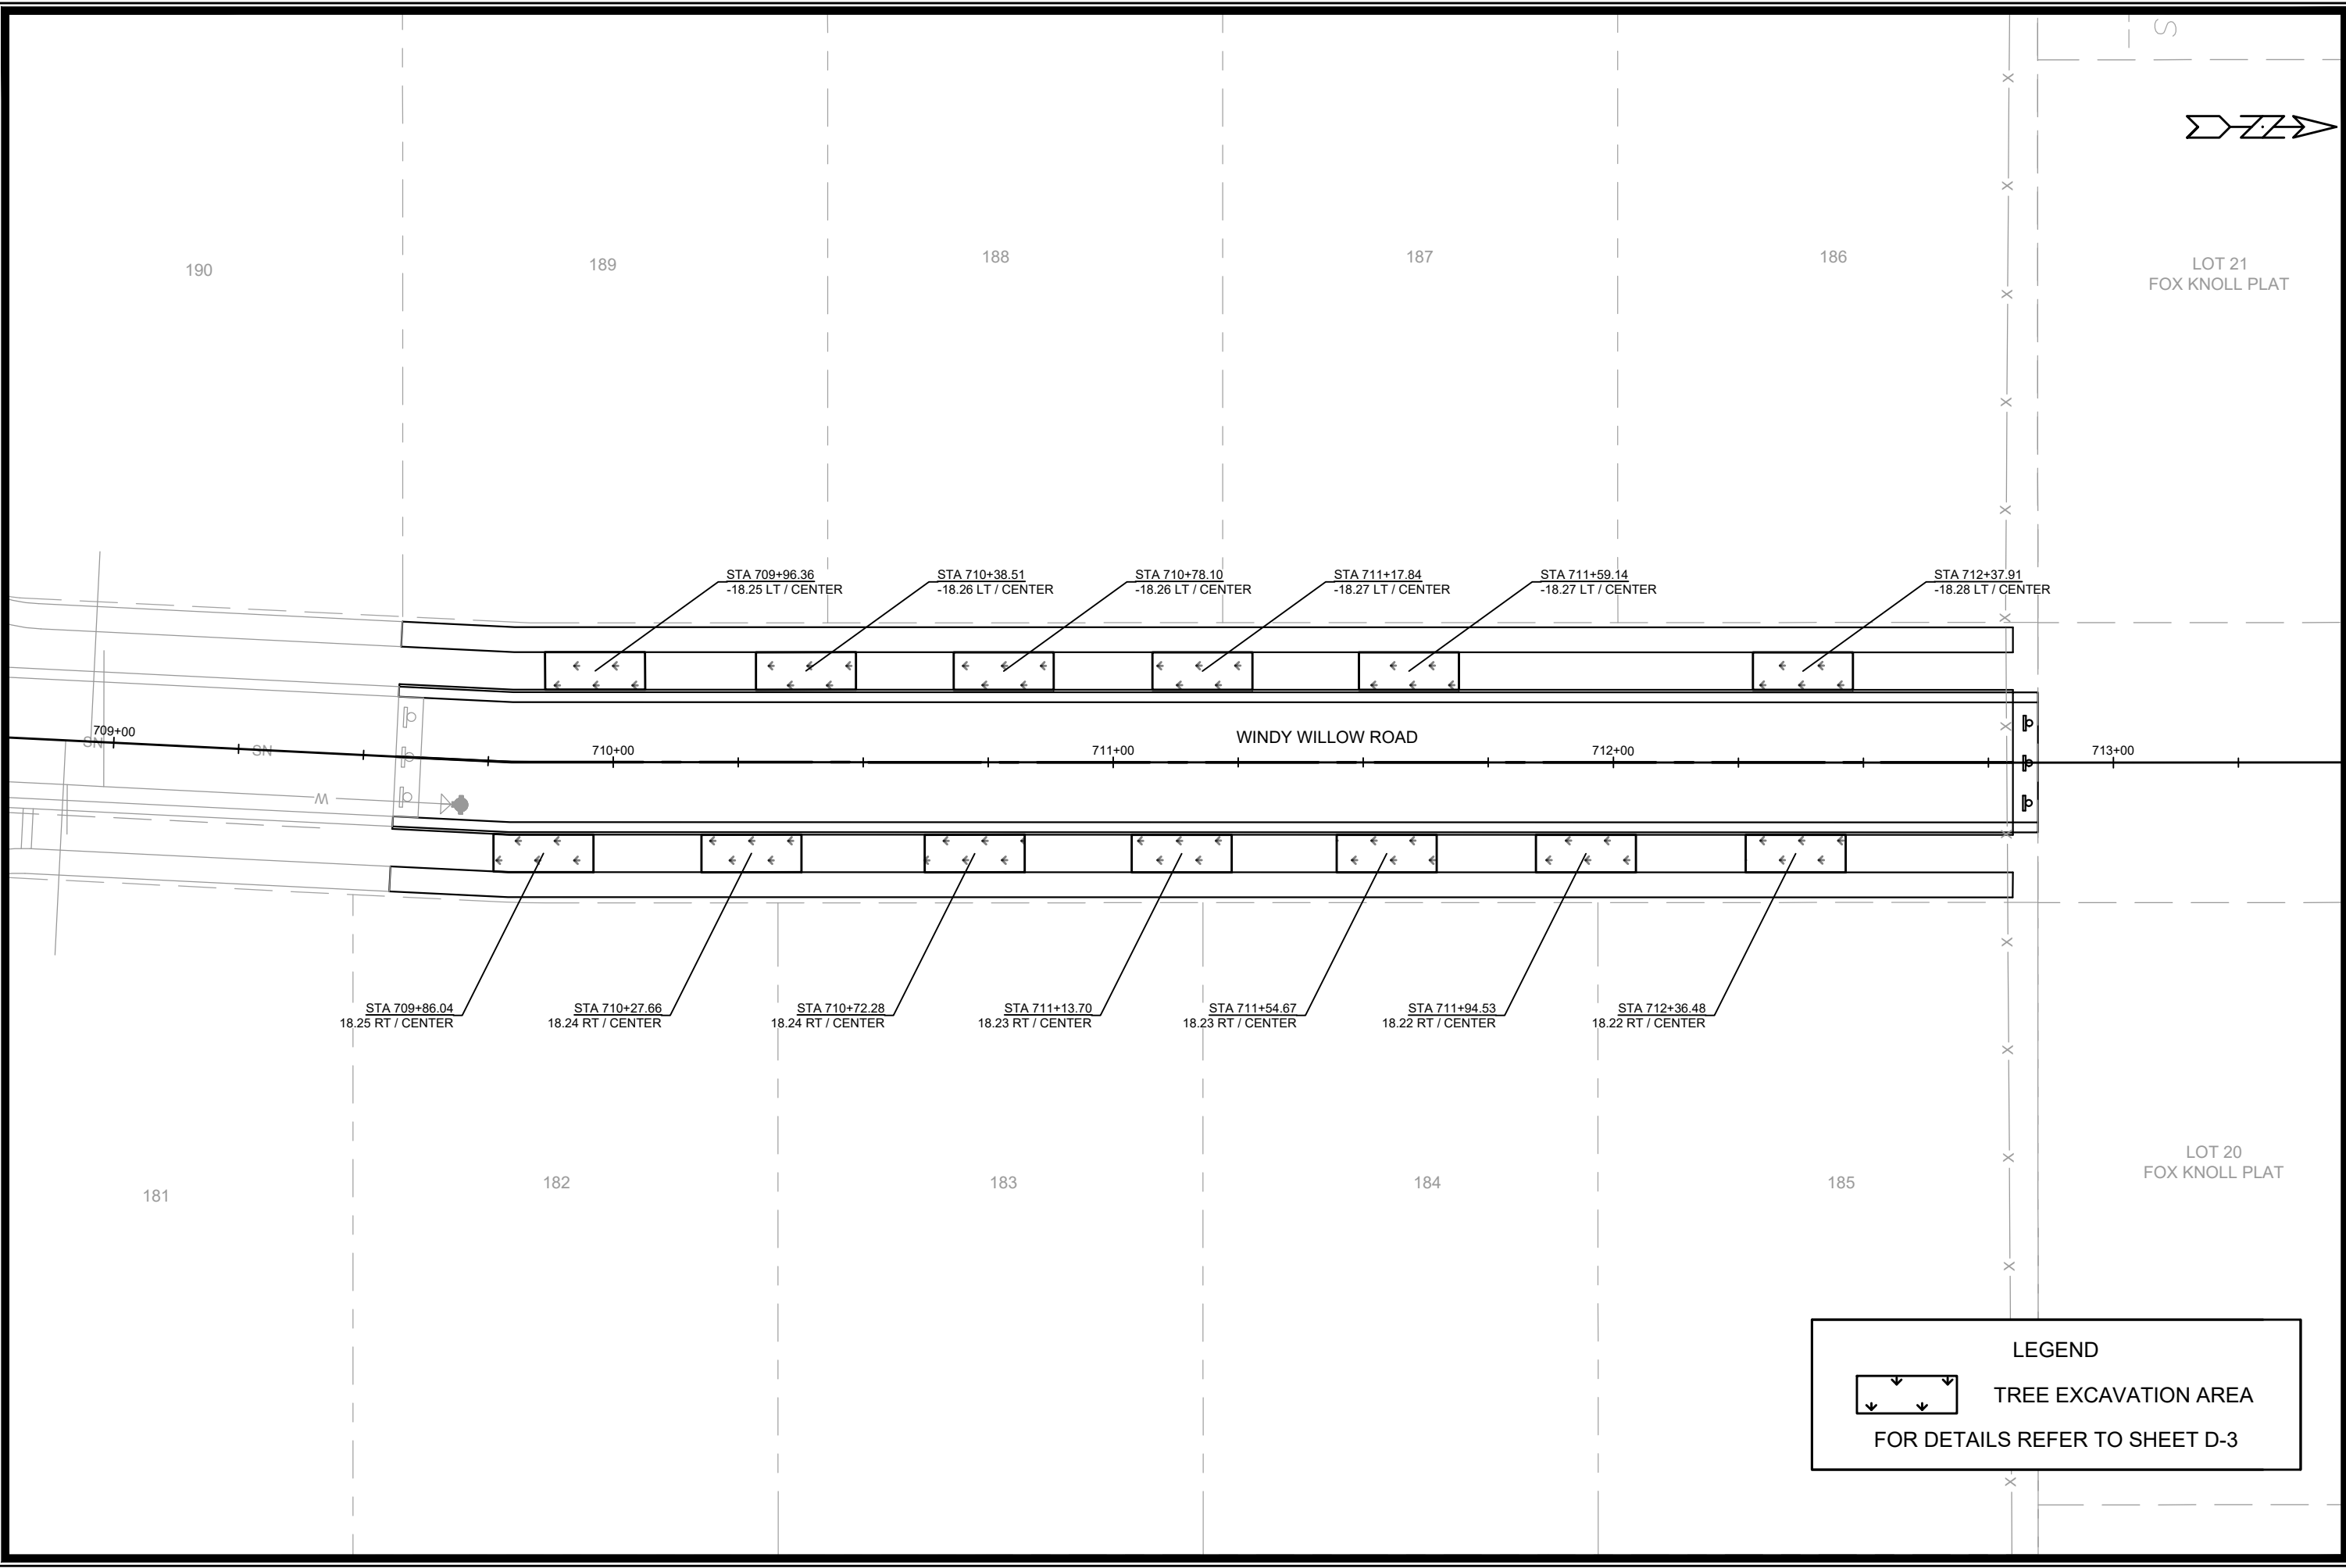 S
190
189
188
187
186
LOT 21
FOX KNOLL PLAT
STA 709+96.36
-18.25 LT / CENTER
STA 710+38.51
-18.26 LT / CENTER
STA 710+78.10
-18.26 LT / CENTER
STA 711+17.84
-18.27 LT / CENTER
STA 711+59.14
-18.27 LT / CENTER
STA 712+37.91
-18.28 LT / CENTER
WINDY WILLOW ROAD
709+00
710+00
711+00
712+00
713+00
SN
SN
W
STA 709+86.04
18.25 RT / CENTER
STA 710+27.66
18.24 RT / CENTER
STA 710+72.28
18.24 RT / CENTER
STA 711+13.70
18.23 RT / CENTER
STA 711+54.67
18.23 RT / CENTER
STA 711+94.53
18.22 RT / CENTER
STA 712+36.48
18.22 RT / CENTER
181
182
183
184
185
LOT 20
FOX KNOLL PLAT
LEGEND
TREE EXCAVATION AREA
FOR DETAILS REFER TO SHEET D-3